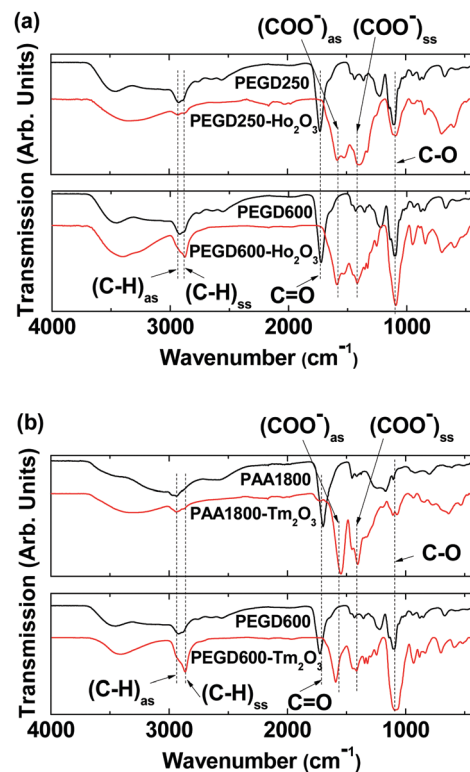 (a)
(COO⁻)as (COO⁻)ss
PEGD250
PEGD250-Ho₂O₃
C-O
PEGD600
PEGD600-Ho₂O₃
(C-H)as
(C-H)ss
C=O
Transmission (Arb. Units)
4000 3000 2000 1000
Wavenumber (cm⁻¹)
(b)
(COO⁻)as (COO⁻)ss
PAA1800
PAA1800-Tm₂O₃
C-O
PEGD600
PEGD600-Tm₂O₃
(C-H)as
(C-H)ss
C=O
Transmission (Arb. Units)
4000 3000 2000 1000
Wavenumber (cm⁻¹)